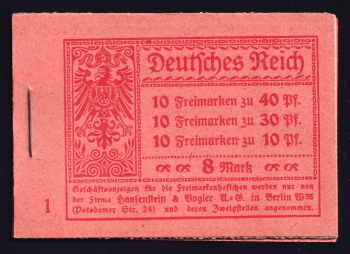 Deutsches Reich
10 Freimarken zu 40 Pf.
10 Freimarken zu 30 Pf.
10 Freimarken zu 10 Pf.
8 Mark
Geschäftsanzeigen für die Freimarkenheftchen werden nur von
der Firma Haasenstein & Vogler A.-G. in Berlin W 35
(Potsdamer Str. 24) und deren Zweigstellen angenommen.
1